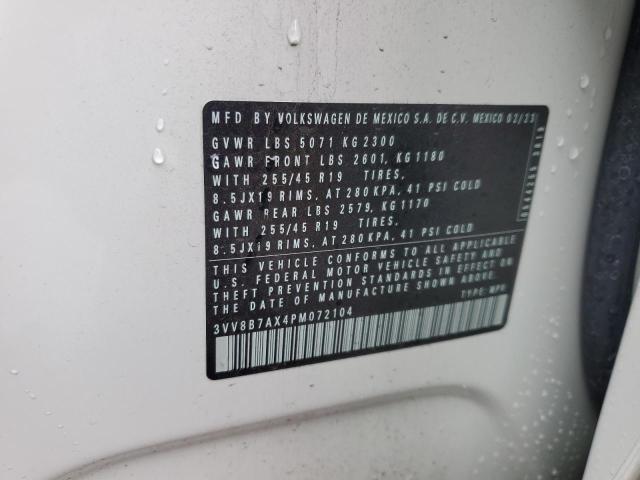 MFD BY VOLKSWAGEN DE MEXICO S.A. DE C.V. MEXICO 03/23
GVWR LBS 5071 KG 2300
GAWR FRONT LBS 2601, KG 1180
WITH 255/45 R19 TIRES,
8.5JX19 RIMS, AT 280 KPA, 41 PSI COLD
GAWR REAR LBS 2579, KG 1170
WITH 255/45 R19 TIRES,
8.5JX19 RIMS, AT 280 KPA, 41 PSI COLD
THIS VEHICLE CONFORMS TO ALL APPLICABLE
U.S. FEDERAL MOTOR VEHICLE SAFETY AND
THEFT PREVENTION STANDARDS IN EFFECT ON
THE DATE OF MANUFACTURE SHOWN ABOVE.
3VV8B7AX4PM072104 TYPE: MPV